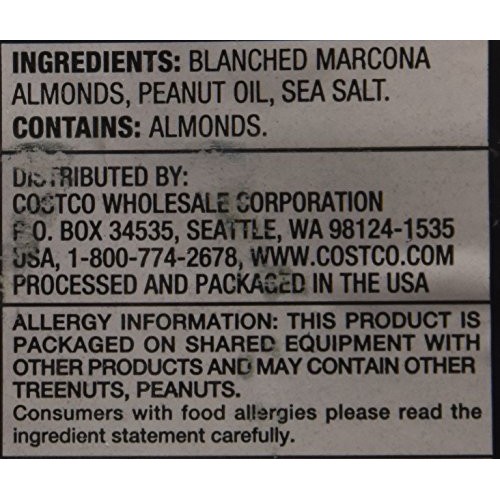 INGREDIENTS: BLANCHED MARCONA
ALMONDS, PEANUT OIL, SEA SALT.
CONTAINS: ALMONDS.
DISTRIBUTED BY:
COSTCO WHOLESALE CORPORATION
P.O. BOX 34535, SEATTLE, WA 98124-1535
USA, 1-800-774-2678, WWW.COSTCO.COM
PROCESSED AND PACKAGED IN THE USA
ALLERGY INFORMATION: THIS PRODUCT IS
PACKAGED ON SHARED EQUIPMENT WITH
OTHER PRODUCTS AND MAY CONTAIN OTHER
TREENUTS, PEANUTS.
Consumers with food allergies please read the
ingredient statement carefully.